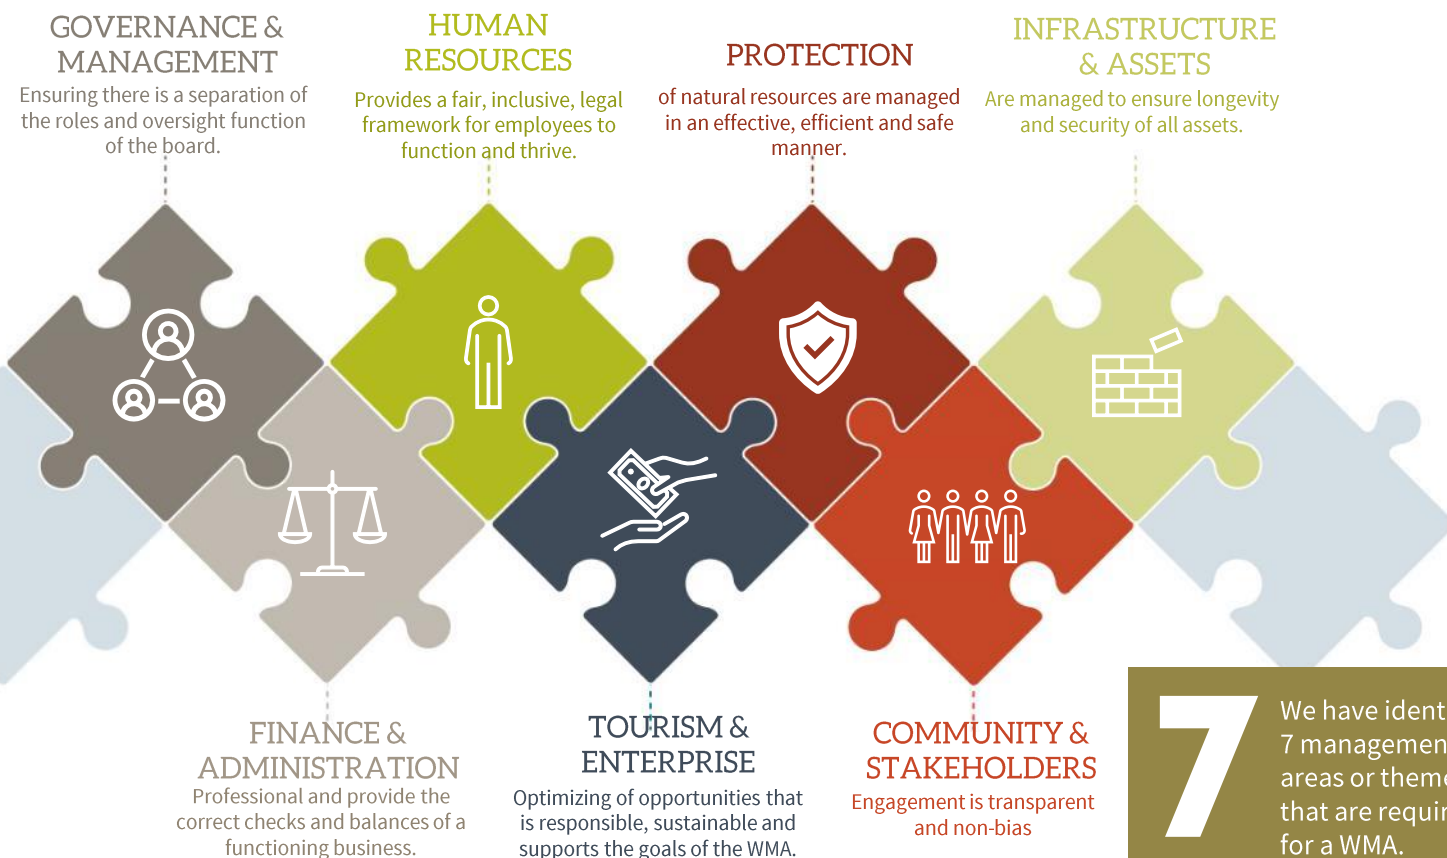 GOVERNANCE &
MANAGEMENT
Ensuring there is a separation of
the roles and oversight function
of the board.
HUMAN
RESOURCES
Provides a fair, inclusive, legal
framework for employees to
function and thrive.
PROTECTION
of natural resources are managed
in an effective, efficient and safe
manner.
INFRASTRUCTURE
& ASSETS
Are managed to ensure longevity
and security of all assets.
FINANCE &
ADMINISTRATION
Professional and provide the
correct checks and balances of a
functioning business.
TOURISM &
ENTERPRISE
Optimizing of opportunities that
is responsible, sustainable and
supports the goals of the WMA.
COMMUNITY &
STAKEHOLDERS
Engagement is transparent
and non-bias
7
We have ident
7 managemen
areas or theme
that are requir
for a WMA.